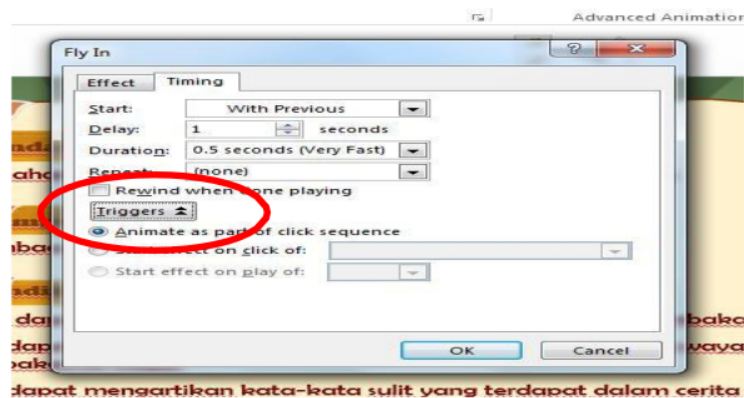 Advanced Animation
Fly In
Effect Timing
Start: With Previous
Delay: 1 seconds
Duration: 0.5 seconds (Very Fast)
Repeat: (none)
Rewind when done playing
Triggers
Animate as part of click sequence
Start effect on click of:
Start effect on play of:
OK Cancel
dapat mengartikan kata-kata sulit yang terdapat dalam cerita